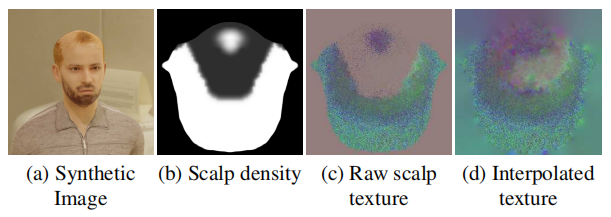 (a) Synthetic Image
(b) Scalp density
(c) Raw scalp texture
(d) Interpolated texture